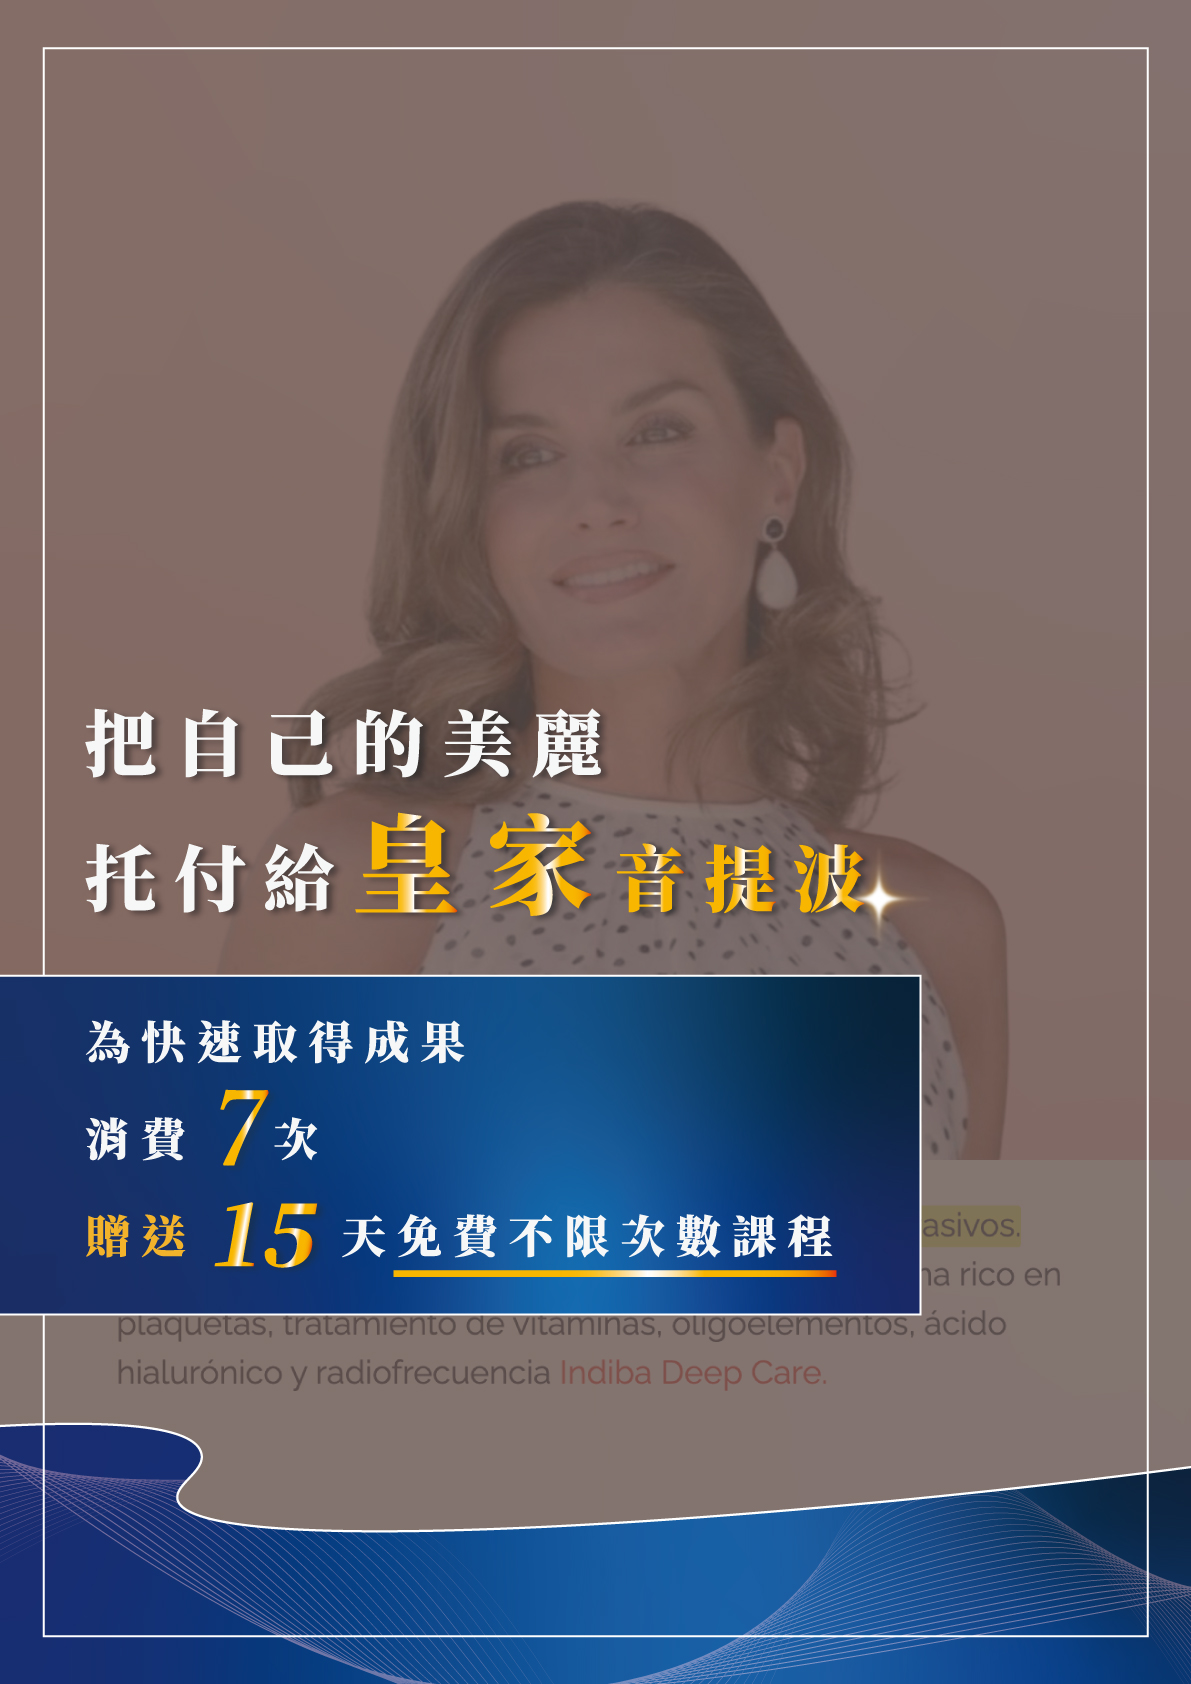 把自己的美麗
托付給皇家音提波
為快速取得成果
消費 7 次
贈送 15 天免費不限次數課程
asivos.
na rico en
plaquetas, tratamiento de vitaminas, oligoelementos, ácido
hialurónico y radiofrecuencia Indiba Deep Care.